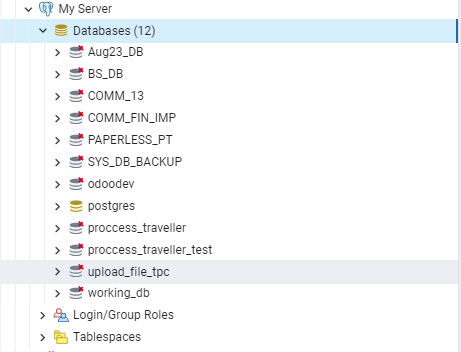 My Server
Databases (12)
Aug23_DB
BS_DB
COMM_13
COMM_FIN_IMP
PAPERLESS_PT
SYS_DB_BACKUP
odoodev
postgres
proccess_traveller
proccess_traveller_test
upload_file_tpc
working_db
Login/Group Roles
Tablespaces